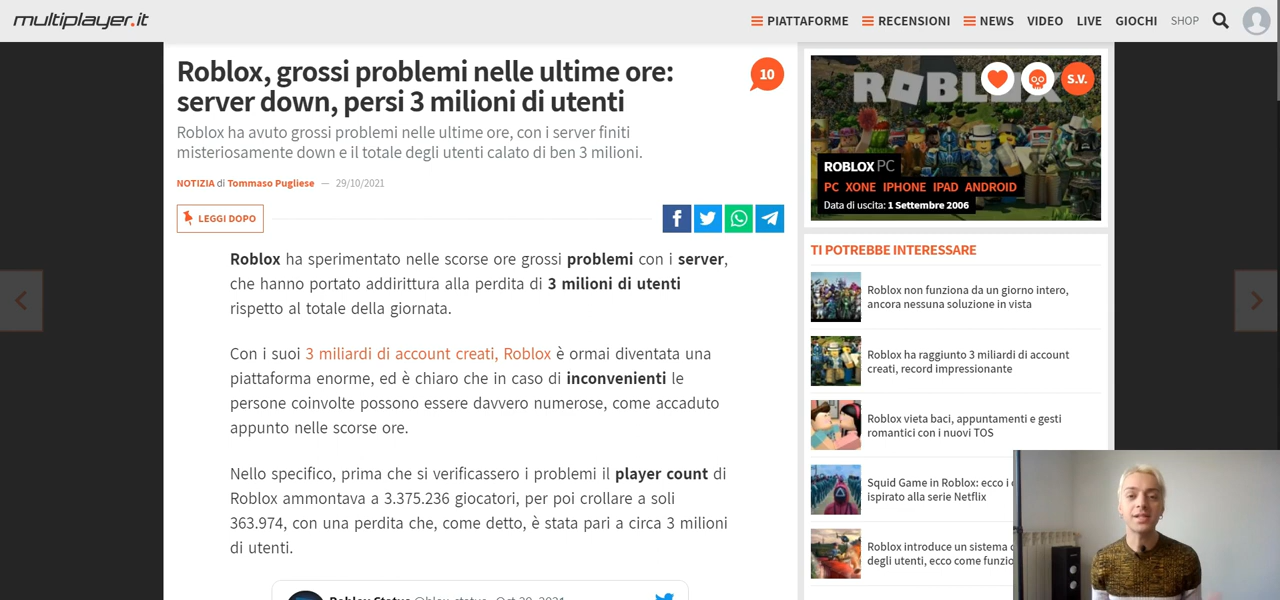 multiplayer.it
PIATTAFORME RECENSIONI NEWS VIDEO LIVE GIOCHI SHOP
Roblox, grossi problemi nelle ultime ore:
server down, persi 3 milioni di utenti
10
Roblox ha avuto grossi problemi nelle ultime ore, con i server finiti
misteriosamente down e il totale degli utenti calato di ben 3 milioni.
NOTIZIA di Tommaso Pugliese — 29/10/2021
LEGGI DOPO
Roblox ha sperimentato nelle scorse ore grossi problemi con i server,
che hanno portato addirittura alla perdita di 3 milioni di utenti
rispetto al totale della giornata.
Con i suoi 3 miliardi di account creati, Roblox è ormai diventata una
piattaforma enorme, ed è chiaro che in caso di inconvenienti le
persone coinvolte possono essere davvero numerose, come accaduto
appunto nelle scorse ore.
Nello specifico, prima che si verificassero i problemi il player count di
Roblox ammontava a 3.375.236 giocatori, per poi crollare a soli
363.974, con una perdita che, come detto, è stata pari a circa 3 milioni
di utenti.
ROBLOX
S.V.
ROBLOX PC
PC XONE IPHONE IPAD ANDROID
Data di uscita: 1 Settembre 2006
TI POTREBBE INTERESSARE
Roblox non funziona da un giorno intero,
ancora nessuna soluzione in vista
Roblox ha raggiunto 3 miliardi di account
creati, record impressionante
Roblox vieta baci, appuntamenti e gesti
romantici con i nuovi TOS
Squid Game in Roblox: ecco i
ispirato alla serie Netflix
Roblox introduce un sistema
degli utenti, ecco come funzio